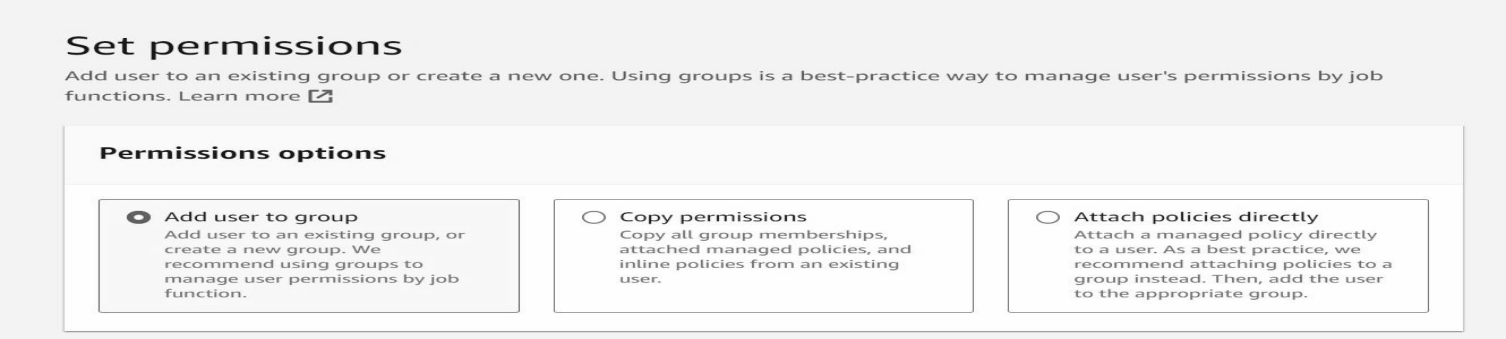 Set permissions
Add user to an existing group or create a new one. Using groups is a best-practice way to manage user's permissions by job
functions. Learn more
Permissions options
Add user to group
Add user to an existing group, or
create a new group. We
recommend using groups to
manage user permissions by job
function.
Copy permissions
Copy all group memberships,
attached managed policies, and
inline policies from an existing
user.
Attach policies directly
Attach a managed policy directly
to a user. As a best practice, we
recommend attaching policies to a
group instead. Then, add the user
to the appropriate group.